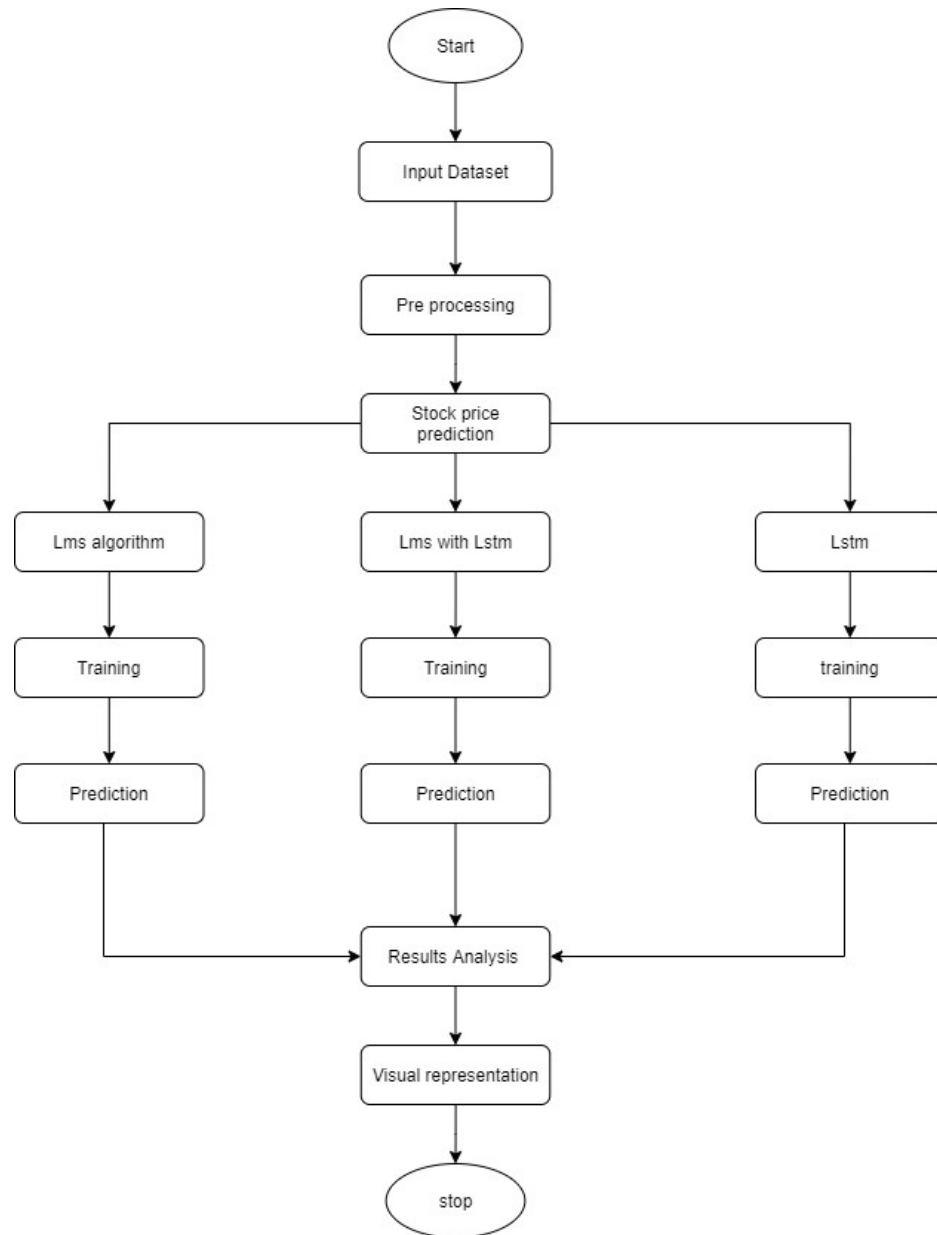 Start
Input Dataset
Pre processing
Stock price
prediction
Lms algorithm
Lms with Lstm
Lstm
Training
Training
training
Prediction
Prediction
Prediction
Results Analysis
Visual representation
stop